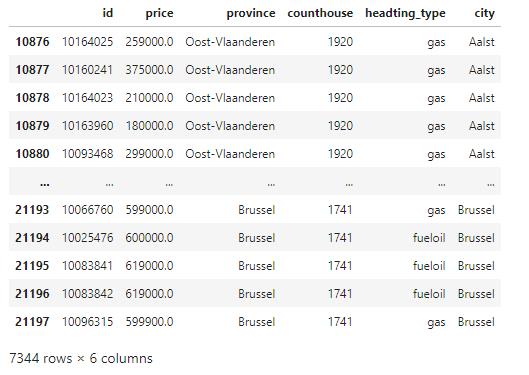 id price province counthouse headting_type city
10876 10164025 259000.0 Oost-Vlaanderen 1920 gas Aalst
10877 10160241 375000.0 Oost-Vlaanderen 1920 gas Aalst
10878 10164023 210000.0 Oost-Vlaanderen 1920 gas Aalst
10879 10163960 180000.0 Oost-Vlaanderen 1920 gas Aalst
10880 10093468 299000.0 Oost-Vlaanderen 1920 gas Aalst
... ... ... ... ... ... ...
21193 10066760 599000.0 Brussel 1741 gas Brussel
21194 10025476 600000.0 Brussel 1741 fueloil Brussel
21195 10083841 619000.0 Brussel 1741 fueloil Brussel
21196 10083842 619000.0 Brussel 1741 fueloil Brussel
21197 10096315 599900.0 Brussel 1741 gas Brussel
7344 rows × 6 columns